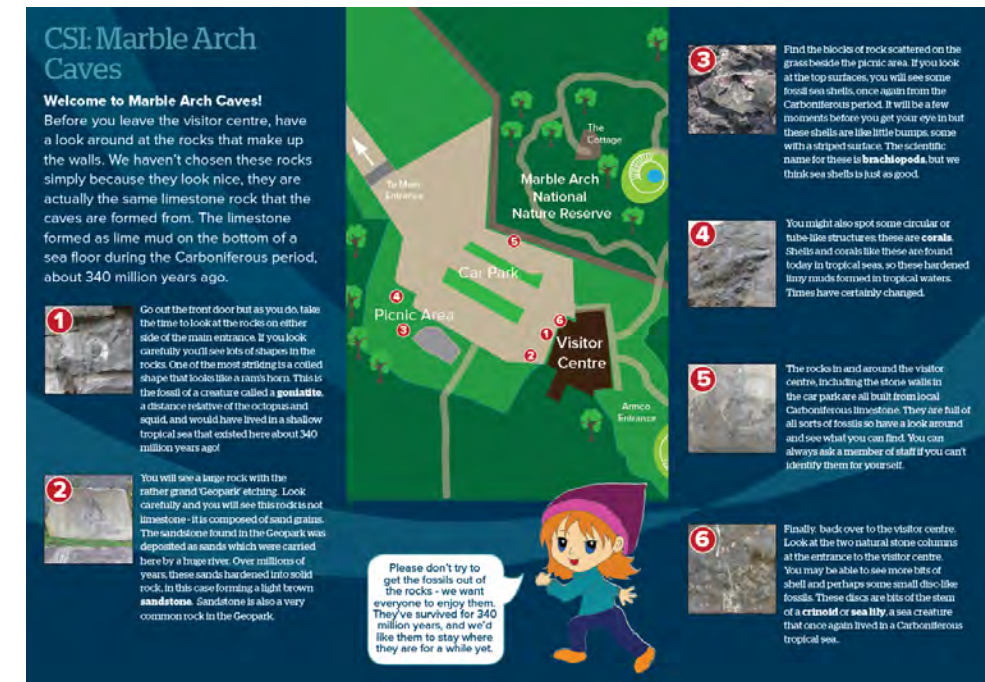 CSI: Marble Arch
Caves
Welcome to Marble Arch Caves!
Before you leave the visitor centre, have
a look around at the rocks that make up
the walls. We haven't chosen these rocks
simply because they look nice, they are
actually the same limestone rock that the
caves are formed from. The limestone
formed as lime mud on the bottom of a
sea floor during the Carboniferous period,
about 340 million years ago.
1
Go out the front door but as you do, take
the time to look at the rocks on either
side of the main entrance. If you look
carefully you'll see lots of shapes in the
rocks. One of the most striking is a coiled
shape that looks like a ram's horn. This is
the fossil of a creature called a goniatite,
a distance relative of the octopus and
squid, and would have lived in a shallow
tropical sea that existed here about 340
million years ago!
2
You will see a large rock with the
rather grand 'Geopark' etching. Look
carefully and you will see this rock is not
limestone - it is composed of sand grains.
The sandstone found in the Geopark was
deposited as sands which were carried
here by a huge river. Over millions of
years, these sands hardened into solid
rock, in this case forming a light brown
sandstone. Sandstone is also a very
common rock in the Geopark.
To Main
Entrance
The
Cottage
Marble Arch
National
Nature Reserve
5
Car Park
4
Picnic Area
3
6
1
2
Visitor
Centre
Armco
Entrance
Please don't try to
get the fossils out of
the rocks - we want
everyone to enjoy them.
They've survived for 340
million years, and we'd
like them to stay where
they are for a while yet.
3
Find the blocks of rock scattered on the
grass beside the picnic area. If you look
at the top surfaces, you will see some
fossil sea shells, once again from the
Carboniferous period. It will be a few
moments before you get your eye in but
these shells are like little bumps, some
with a striped surface. The scientific
name for these is brachiopods, but we
think sea shells is just as good.
4
You might also spot some circular or
tube-like structures; these are corals.
Shells and corals like these are found
today in tropical seas, so these hardened
limy muds formed in tropical waters.
Times have certainly changed.
5
The rocks in and around the visitor
centre, including the stone walls in
the car park are all built from local
Carboniferous limestone. They are full of
all sorts of fossils so have a look around
and see what you can find. You can
always ask a member of staff if you can't
identify them for yourself.
6
Finally, back over to the visitor centre.
Look at the two natural stone columns
at the entrance to the visitor centre.
You may be able to see more bits of
shell and perhaps some small disc-like
fossils. These discs are bits of the stem
of a crinoid or sea lily, a sea creature
that once again lived in a Carboniferous
tropical sea.